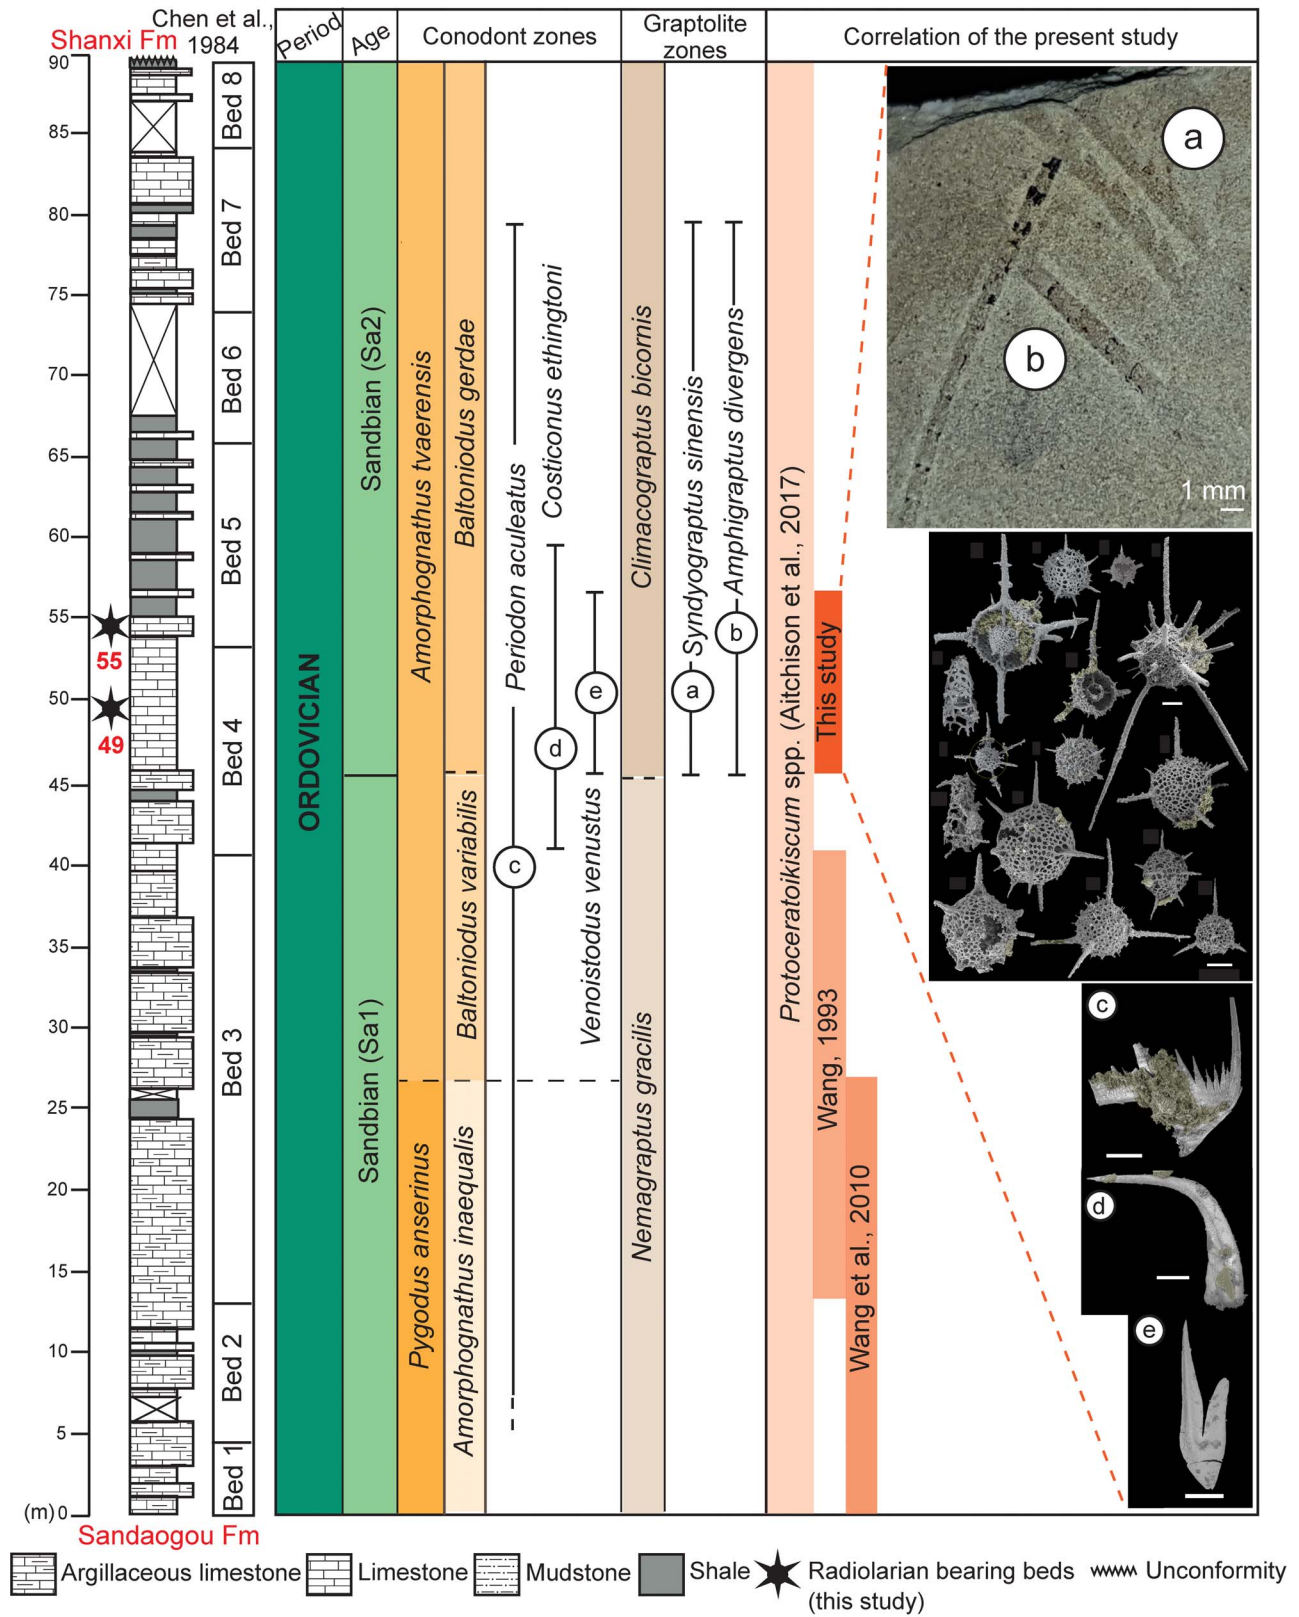 Chen et al.,
1984
Shanxi Fm
Period
Age
Conodont zones
Graptolite
zones
Correlation of the present study
90
85
80
75
70
65
60
55
50
45
40
35
30
25
20
15
10
5
(m) 0
55
49
Sandaogou Fm
Bed 8
Bed 7
Bed 6
Bed 5
Bed 4
Bed 3
Bed 2
Bed 1
ORDOVICIAN
Sandbian (Sa2)
Sandbian (Sa1)
Amorphognathus tvaerensis
Pygodus anserinus
Baltoniodus gerdae
Baltoniodus variabilis
Amorphognathus inaequalis
Periodon aculeatus
c
Costiconus ethingtoni
d
e
Venoistodus venustus
Climacograptus bicornis
Nemagraptus gracilis
Syndyograptus sinensis
a
Amphigraptus divergens
b
Protoceratoikiscum spp. (Aitchison et al., 2017)
This study
Wang, 1993
Wang et al., 2010
a
b
1 mm
c
d
e
Argillaceous limestone
Limestone
Mudstone
Shale
Radiolarian bearing beds
(this study)
Unconformity